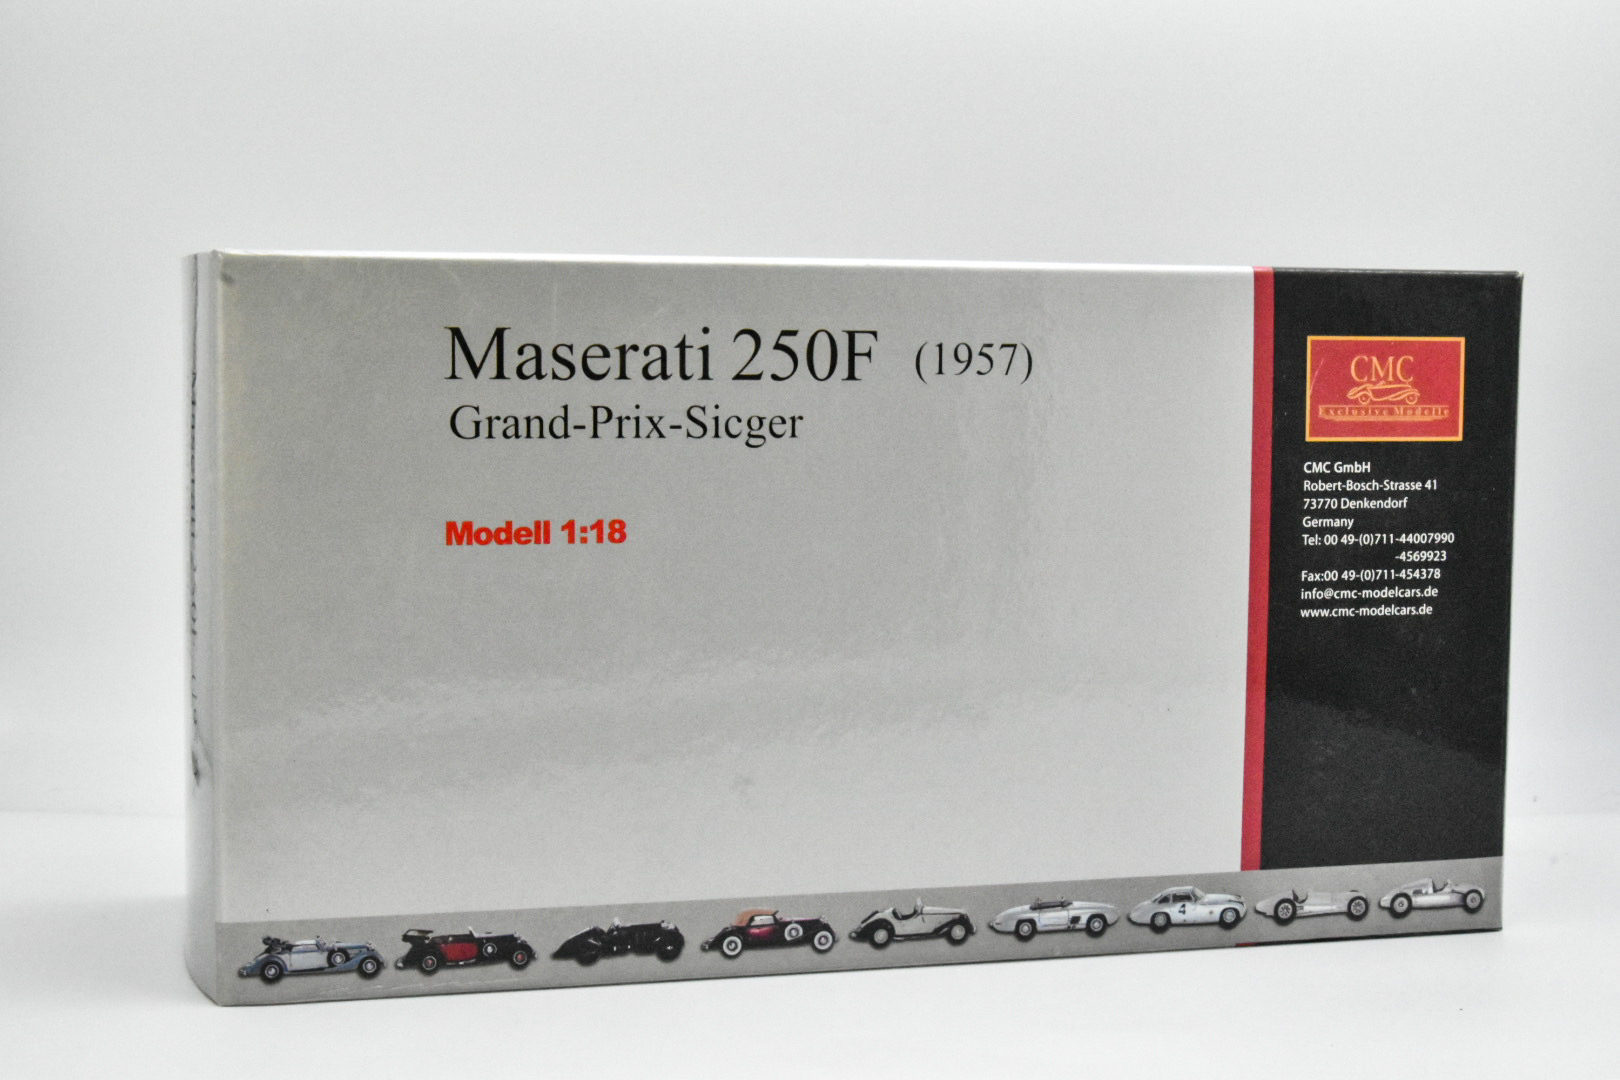 Maserati 250F (1957)
Grand-Prix-Sicger
Modell 1:18
CMC
Exclusive Modelle
CMC GmbH
Robert-Bosch-Strasse 41
73770 Denkendorf
Germany
Tel: 00 49-(0)711-44007990
-4569923
Fax:00 49-(0)711-454378
info@cmc-modelcars.de
www.cmc-modelcars.de
4